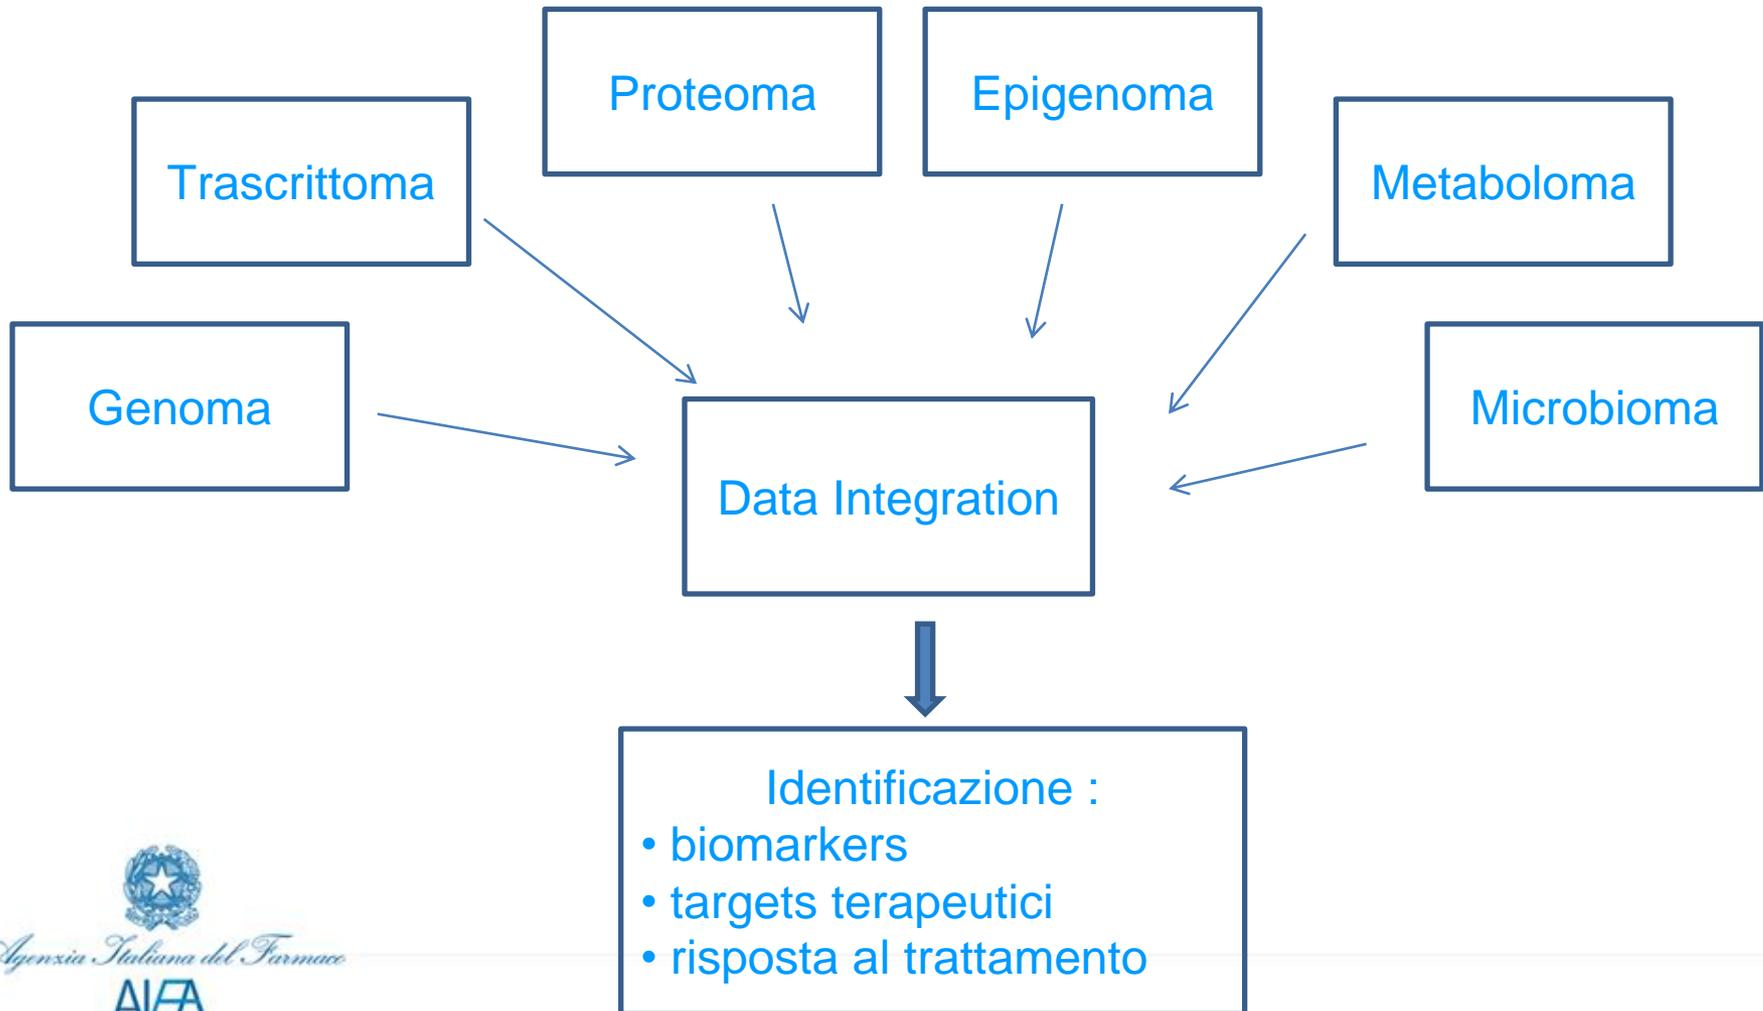 Proteoma
Epigenoma
Trascrittoma
Metaboloma
Genoma
Microbioma
Data Integration
Identificazione :
• biomarkers
• targets terapeutici
• risposta al trattamento
Agenzia Italiana del Farmaco
AIFA